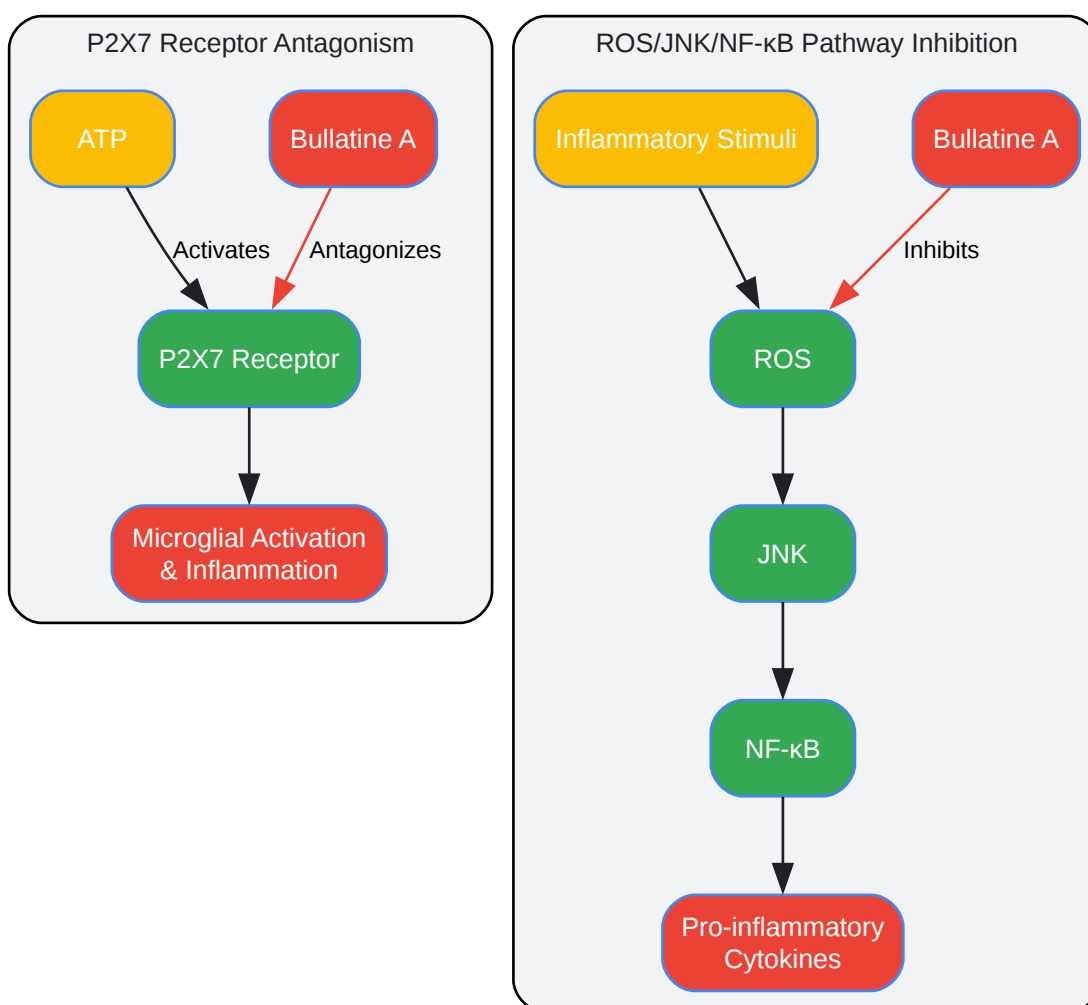 P2X7 Receptor Antagonism
ATP
Bullatine A
Activates
Antagonizes
P2X7 Receptor
Microglial Activation
& Inflammation
ROS/JNK/NF-κB Pathway Inhibition
Inflammatory Stimuli
Bullatine A
Inhibits
ROS
JNK
NF-κB
Pro-inflammatory
Cytokines